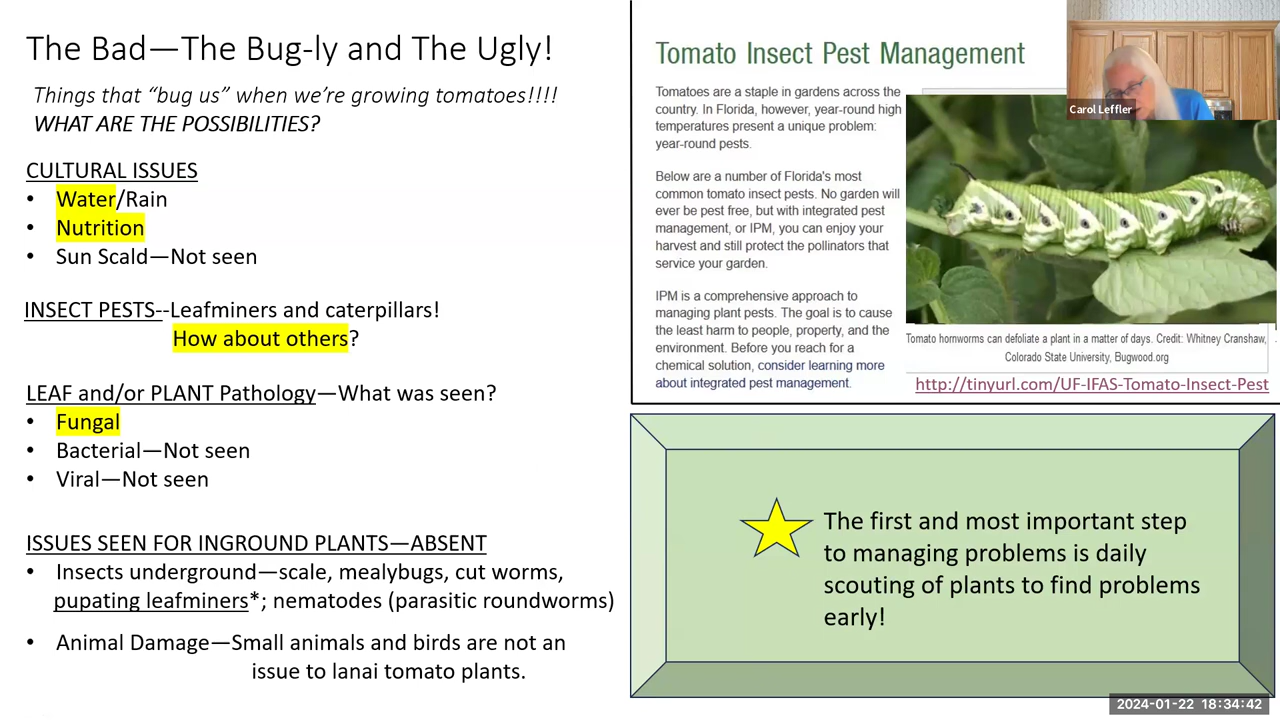 The Bad—The Bug-ly and The Ugly!
Things that “bug us” when we’re growing tomatoes!!!!
WHAT ARE THE POSSIBILITIES?
CULTURAL ISSUES
• Water/Rain
• Nutrition
• Sun Scald—Not seen
INSECT PESTS--Leafminers and caterpillars!
How about others?
LEAF and/or PLANT Pathology—What was seen?
• Fungal
• Bacterial—Not seen
• Viral—Not seen
ISSUES SEEN FOR INGROUND PLANTS—ABSENT
• Insects underground—scale, mealybugs, cut worms,
pupating leafminers*; nematodes (parasitic roundworms)
• Animal Damage—Small animals and birds are not an
issue to lanai tomato plants.
Tomato Insect Pest Management
Tomatoes are a staple in gardens across the
country. In Florida, however, year-round high
temperatures present a unique problem:
year-round pests.
Below are a number of Florida's most
common tomato insect pests. No garden will
ever be pest free, but with integrated pest
management, or IPM, you can enjoy your
harvest and still protect the pollinators that
service your garden.
IPM is a comprehensive approach to
managing plant pests. The goal is to cause
the least harm to people, property, and the
environment. Before you reach for a
chemical solution, consider learning more
about integrated pest management.
Carol Leffler
Tomato hornworms can defoliate a plant in a matter of days. Credit: Whitney Cranshaw,
Colorado State University, Bugwood.org
http://tinyurl.com/UF-IFAS-Tomato-Insect-Pest
The first and most important step
to managing problems is daily
scouting of plants to find problems
early!
2024-01-22 18:34:42